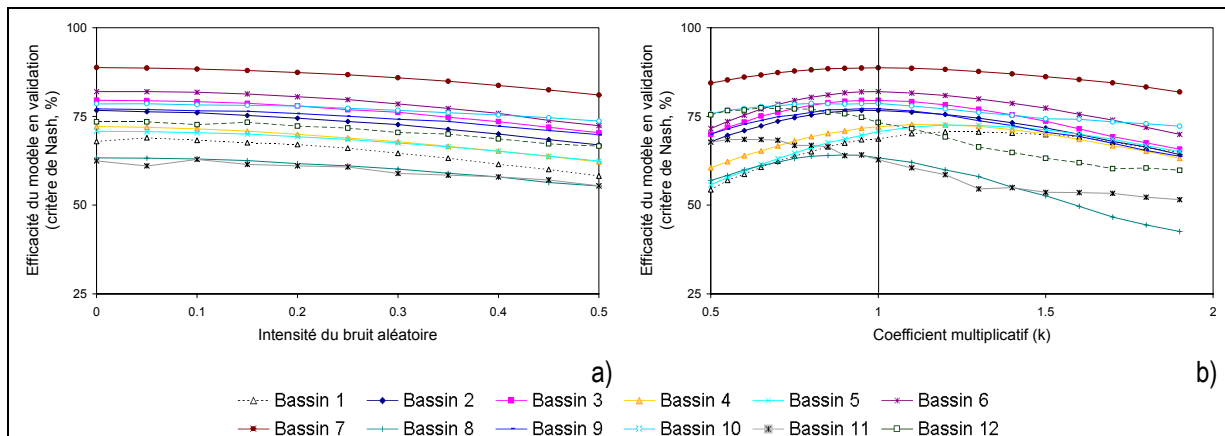 Efficacité du modèle en validation
(critère de Nash, %)
100
75
50
25
0
0.1
0.2
0.3
0.4
0.5
Intensité du bruit aléatoire
a)
Efficacité du modèle en validation
(critère de Nash, %)
100
75
50
25
0.5
1
1.5
2
Coefficient multiplicatif (k)
b)
Bassin 1 Bassin 2 Bassin 3 Bassin 4 Bassin 5 Bassin 6
Bassin 7 Bassin 8 Bassin 9 Bassin 10 Bassin 11 Bassin 12